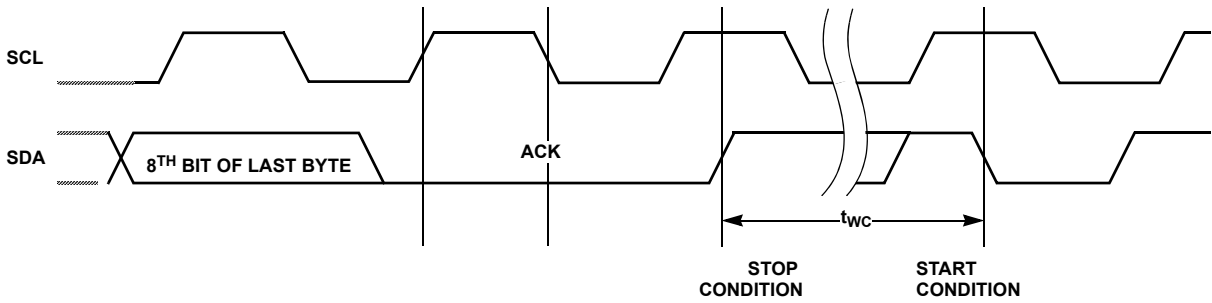 SCL
SDA
8TH BIT OF LAST BYTE
ACK
tWC
STOP
CONDITION
START
CONDITION